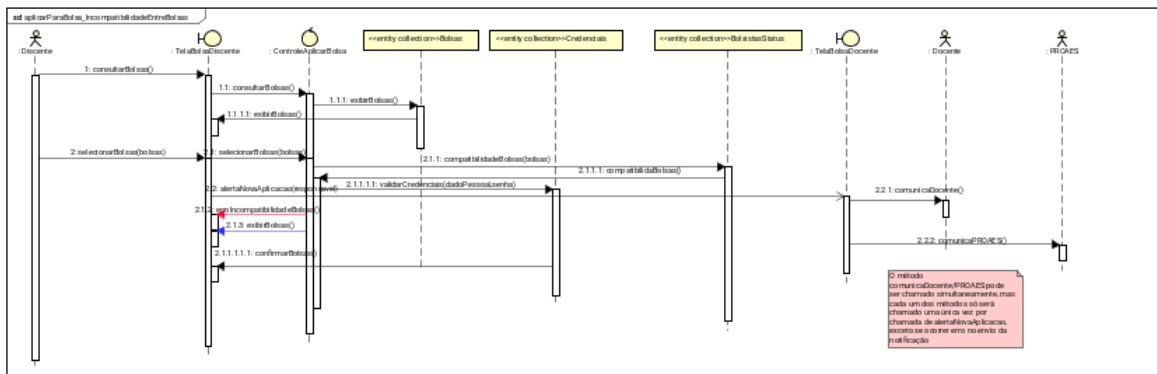 sd aplicarParaBolsa_IncompatibilidadeEntreBolsas
: Discente
: TelaBolsaDiscente
: ControleAplicarBolsa
<<entity collection>>Bolsas
<<entity collection>>Credenciais
<<entity collection>>BolsistasStatus
: TelaBolsaDocente
: Docente
: PROAES
1: consultarBolsas()
1.1: consultarBolsas()
1.1.1: exibirBolsas()
1.1.1.1: exibirBolsas()
2:selecionarBolsa(bolsas)
2.1: selecionarBolsas(bolsas)
2.1.1: compatibilidadeBolsas(bolsas)
2.1.1.1: compatibilidaBolsas()
2.1.1.1.1: validarCredenciais(dadoPessoal,senha)
2.2: alertaNovaAplicacao(responsavel)
2.2.1: comunicaDocente()
2.1.2: erroIncompatibilidadeBolsas()
2.1.3: exibirBolsas()
2.2.2: comunicaPROAES()
2.1.1.1.1.1: confirmarBolsas()
O método
comunicaDocente/PROAES pode
ser chamado simultaneamente, mas
cada um dos métodos só será
chamado uma única vez por
chamada de alertaNovaAplicacao,
exceto se ocorrer erro no envio da
notificação